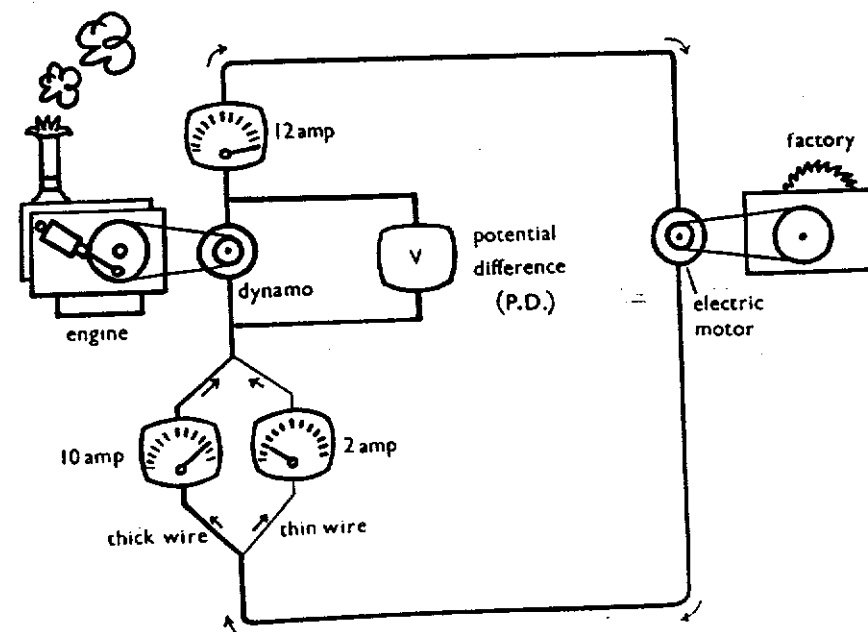 12 amp
factory
V
potential
difference
(P.D.)
dynamo
engine
electric
motor
10 amp
2 amp
thick wire
thin wire